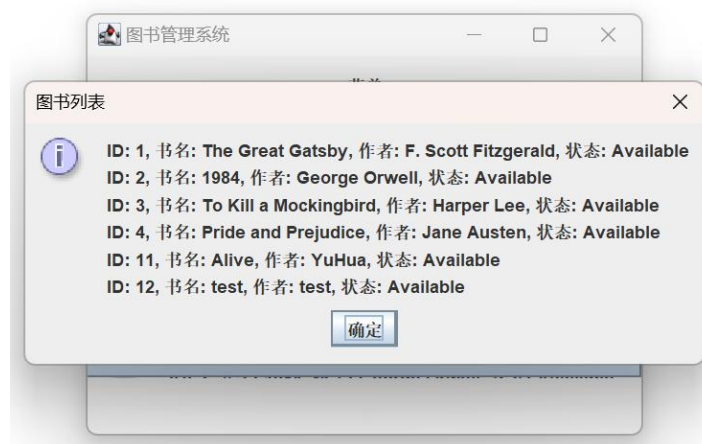 图书管理系统
图书列表
ID: 1, 书名: The Great Gatsby, 作者: F. Scott Fitzgerald, 状态: Available
ID: 2, 书名: 1984, 作者: George Orwell, 状态: Available
ID: 3, 书名: To Kill a Mockingbird, 作者: Harper Lee, 状态: Available
ID: 4, 书名: Pride and Prejudice, 作者: Jane Austen, 状态: Available
ID: 11, 书名: Alive, 作者: YuHua, 状态: Available
ID: 12, 书名: test, 作者: test, 状态: Available
确定